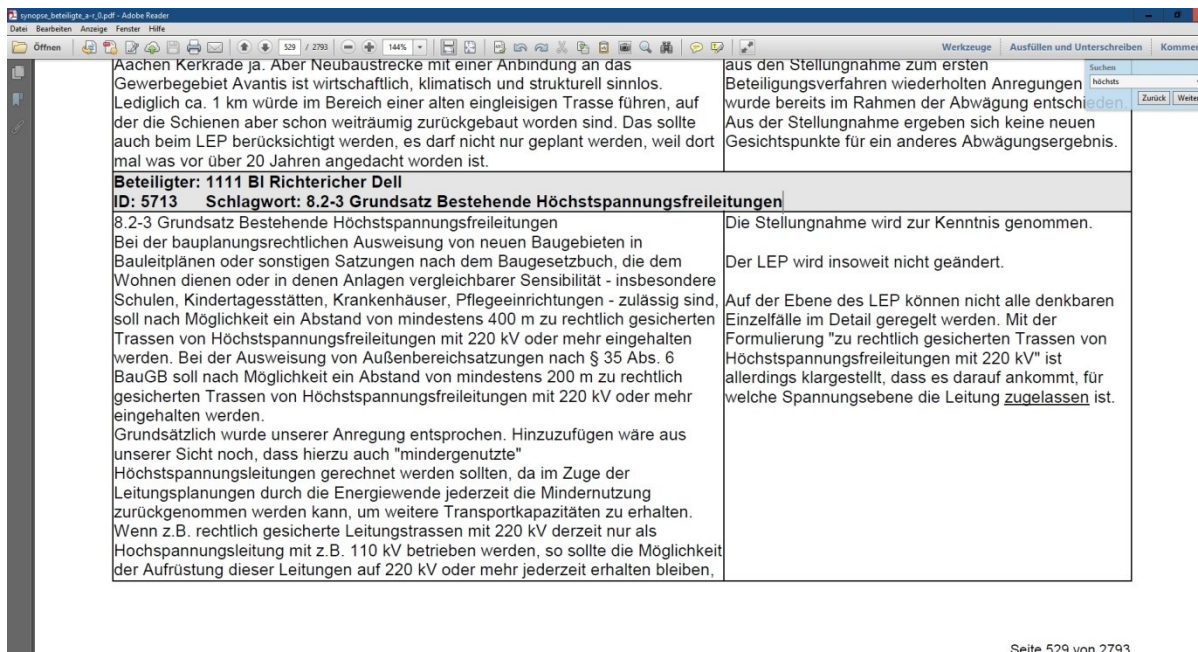 synopse_beteiligte_a-r_0.pdf - Adobe Reader
Datei Bearbeiten Anzeige Fenster Hilfe
Öffnen 529 / 2793 144% Werkzeuge Ausfüllen und Unterschreiben Kommen
Suchen
höchsts
Zurück Weiter
Aachen Kerkrade ja. Aber Neubaustrecke mit einer Anbindung an das
Gewerbegebiet Avantis ist wirtschaftlich, klimatisch und strukturell sinnlos.
Lediglich ca. 1 km würde im Bereich einer alten eingleisigen Trasse führen, auf
der die Schienen aber schon weiträumig zurückgebaut worden sind. Das sollte
auch beim LEP berücksichtigt werden, es darf nicht nur geplant werden, weil dort
mal was vor über 20 Jahren angedacht worden ist.
aus den Stellungnahme zum ersten
Beteiligungsverfahren wiederholten Anregungen
wurde bereits im Rahmen der Abwägung entschieden.
Aus der Stellungnahme ergeben sich keine neuen
Gesichtspunkte für ein anderes Abwägungsergebnis.
Beteiligter: 1111 BI Richtericher Dell
ID: 5713 Schlagwort: 8.2-3 Grundsatz Bestehende Höchstspannungsfreileitungen
8.2-3 Grundsatz Bestehende Höchstspannungsfreileitungen
Bei der bauplanungsrechtlichen Ausweisung von neuen Baugebieten in
Bauleitplänen oder sonstigen Satzungen nach dem Baugesetzbuch, die dem
Wohnen dienen oder in denen Anlagen vergleichbarer Sensibilität - insbesondere
Schulen, Kindertagesstätten, Krankenhäuser, Pflegeeinrichtungen - zulässig sind,
soll nach Möglichkeit ein Abstand von mindestens 400 m zu rechtlich gesicherten
Trassen von Höchstspannungsfreileitungen mit 220 kV oder mehr eingehalten
werden. Bei der Ausweisung von Außenbereichsatzungen nach § 35 Abs. 6
BauGB soll nach Möglichkeit ein Abstand von mindestens 200 m zu rechtlich
gesicherten Trassen von Höchstspannungsfreileitungen mit 220 kV oder mehr
eingehalten werden.
Grundsätzlich wurde unserer Anregung entsprochen. Hinzuzufügen wäre aus
unserer Sicht noch, dass hierzu auch "mindergenutzte"
Höchstspannungsleitungen gerechnet werden sollten, da im Zuge der
Leitungsplanungen durch die Energiewende jederzeit die Mindernutzung
zurückgenommen werden kann, um weitere Transportkapazitäten zu erhalten.
Wenn z.B. rechtlich gesicherte Leitungstrassen mit 220 kV derzeit nur als
Hochspannungsleitung mit z.B. 110 kV betrieben werden, so sollte die Möglichkeit
der Aufrüstung dieser Leitungen auf 220 kV oder mehr jederzeit erhalten bleiben,
Die Stellungnahme wird zur Kenntnis genommen.
Der LEP wird insoweit nicht geändert.
Auf der Ebene des LEP können nicht alle denkbaren
Einzelfälle im Detail geregelt werden. Mit der
Formulierung "zu rechtlich gesicherten Trassen von
Höchstspannungsfreileitungen mit 220 kV" ist
allerdings klargestellt, dass es darauf ankommt, für
welche Spannungsebene die Leitung zugelassen ist.
Seite 529 von 2793